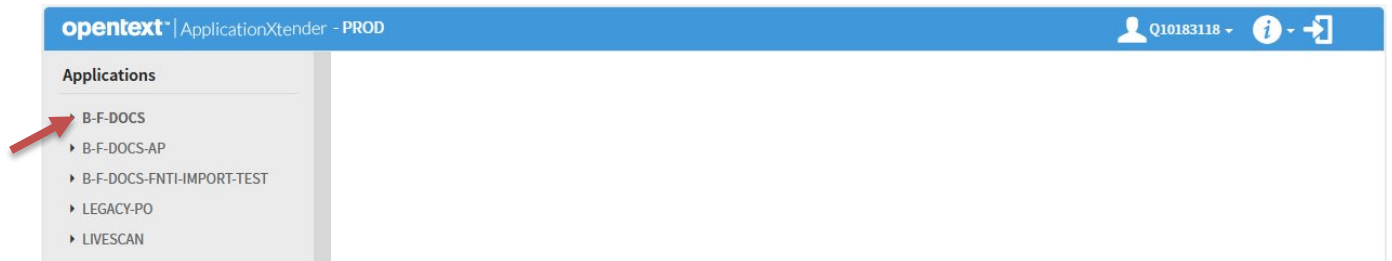 opentext™ | ApplicationXtender - PROD
Q10183118
i
Applications
B-F-DOCS
B-F-DOCS-AP
B-F-DOCS-FNTI-IMPORT-TEST
LEGACY-PO
LIVESCAN